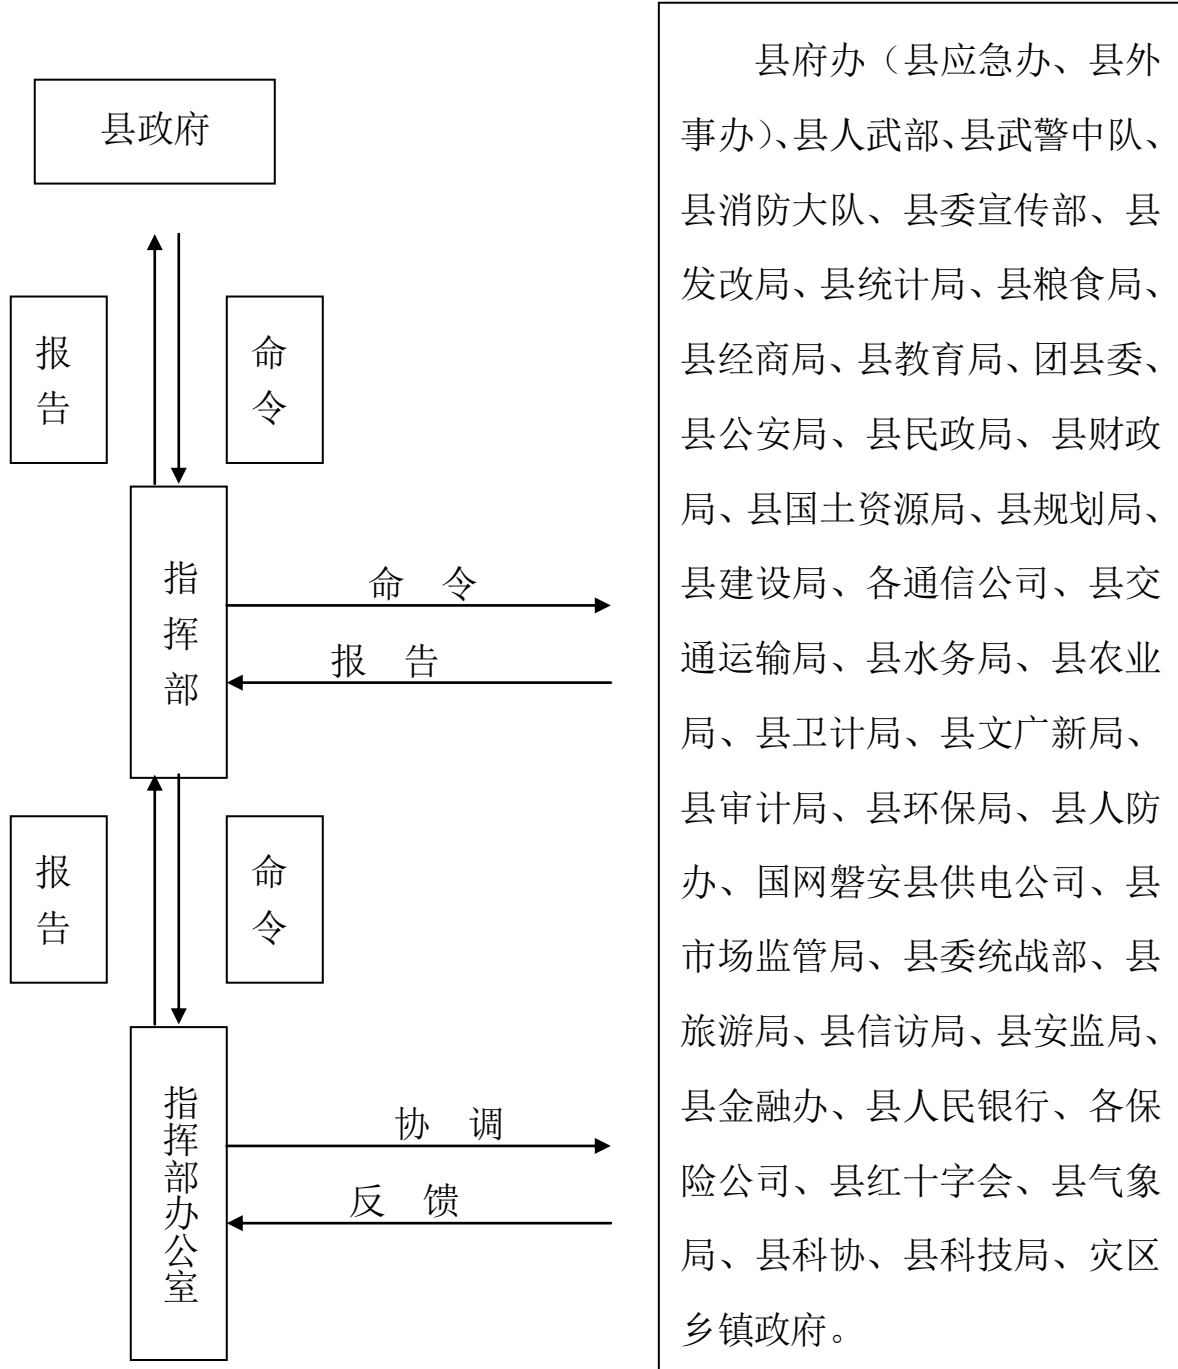 县政府
报告
命令
指挥部
命 令
报 告
报告
命令
指挥部办公室
协 调
反 馈
县府办（县应急办、县外
事办）、县人武部、县武警中队、
县消防大队、县委宣传部、县
发改局、县统计局、县粮食局、
县经商局、县教育局、团县委、
县公安局、县民政局、县财政
局、县国土资源局、县规划局、
县建设局、各通信公司、县交
通运输局、县水务局、县农业
局、县卫计局、县文广新局、
县审计局、县环保局、县人防
办、国网磐安县供电公司、县
市场监管局、县委统战部、县
旅游局、县信访局、县安监局、
县金融办、县人民银行、各保
险公司、县红十字会、县气象
局、县科协、县科技局、灾区
乡镇政府。